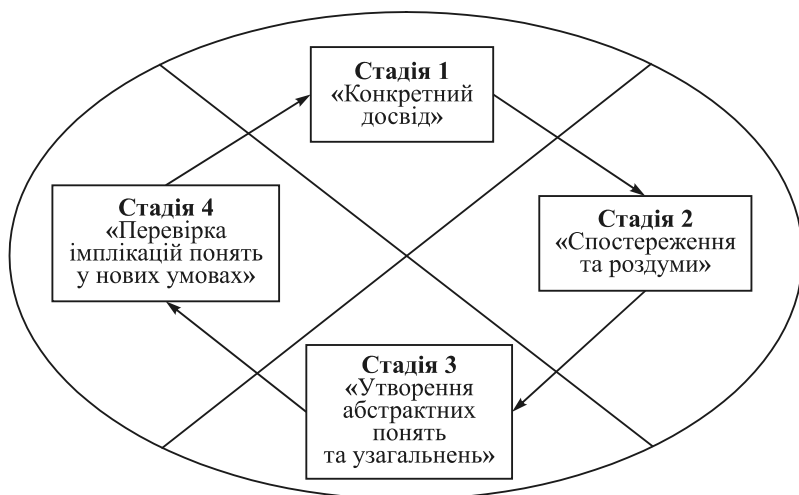 Стадія 1
«Конкретний
досвід»
Стадія 2
«Спостереження
та роздуми»
Стадія 3
«Утворення
абстрактних
понять
та узагальнень»
Стадія 4
«Перевірка
імплікацій понять
у нових умовах»